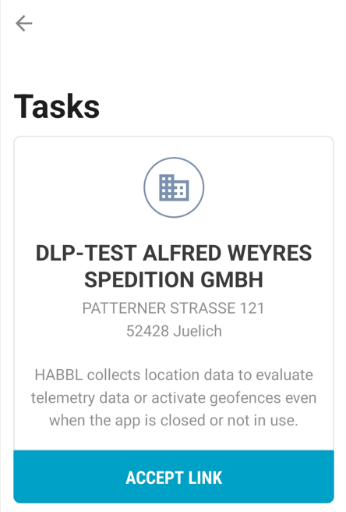 Tasks
DLP-TEST ALFRED WEYRES
SPEDITION GMBH
PATTERNER STRASSE 121
52428 Juelich
HABBL collects location data to evaluate
telemetry data or activate geofences even
when the app is closed or not in use.
ACCEPT LINK